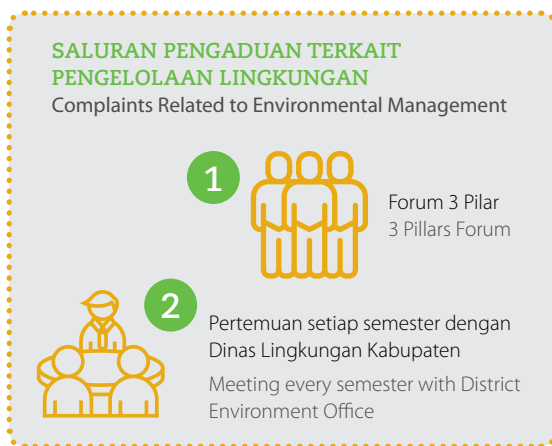 SALURAN PENGADUAN TERKAIT
PENGELOLAAN LINGKUNGAN
Complaints Related to Environmental Management
1
Forum 3 Pilar
3 Pillars Forum
2
Pertemuan setiap semester dengan
Dinas Lingkungan Kabupaten
Meeting every semester with District
Environment Office